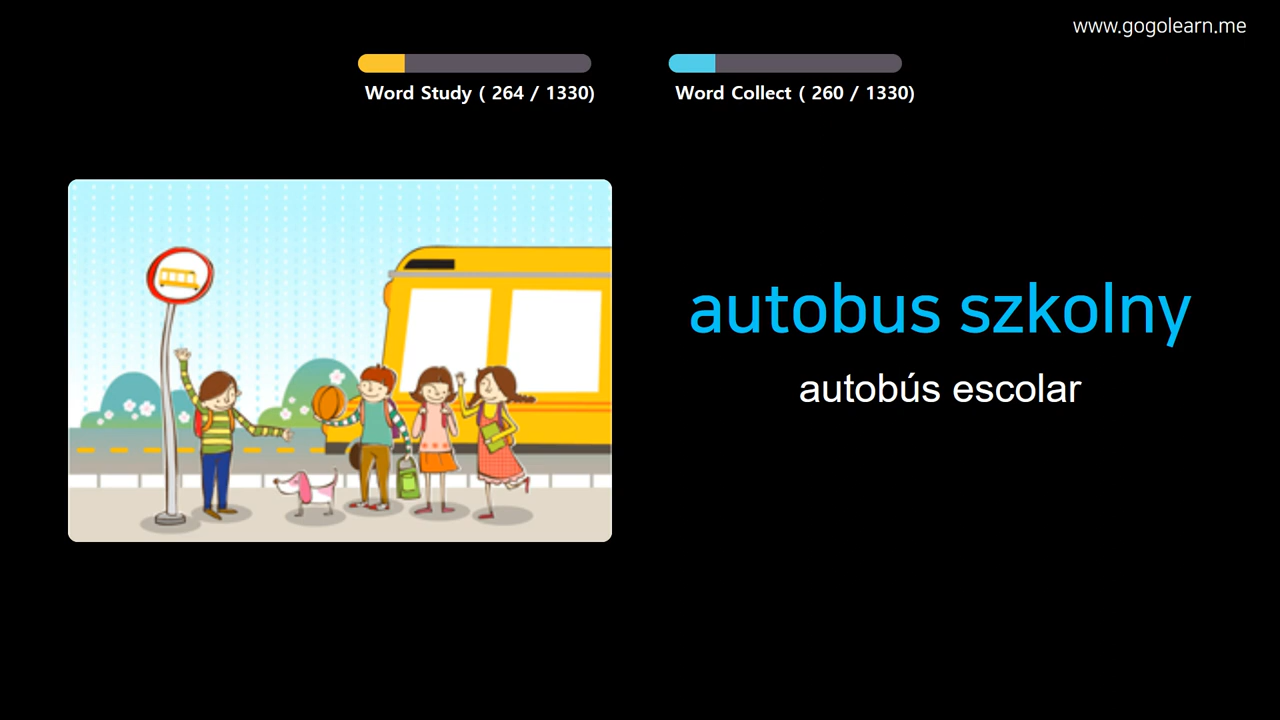 www.gogolearn.me
Word Study ( 264 / 1330)
Word Collect ( 260 / 1330)
autobus szkolny
autobús escolar